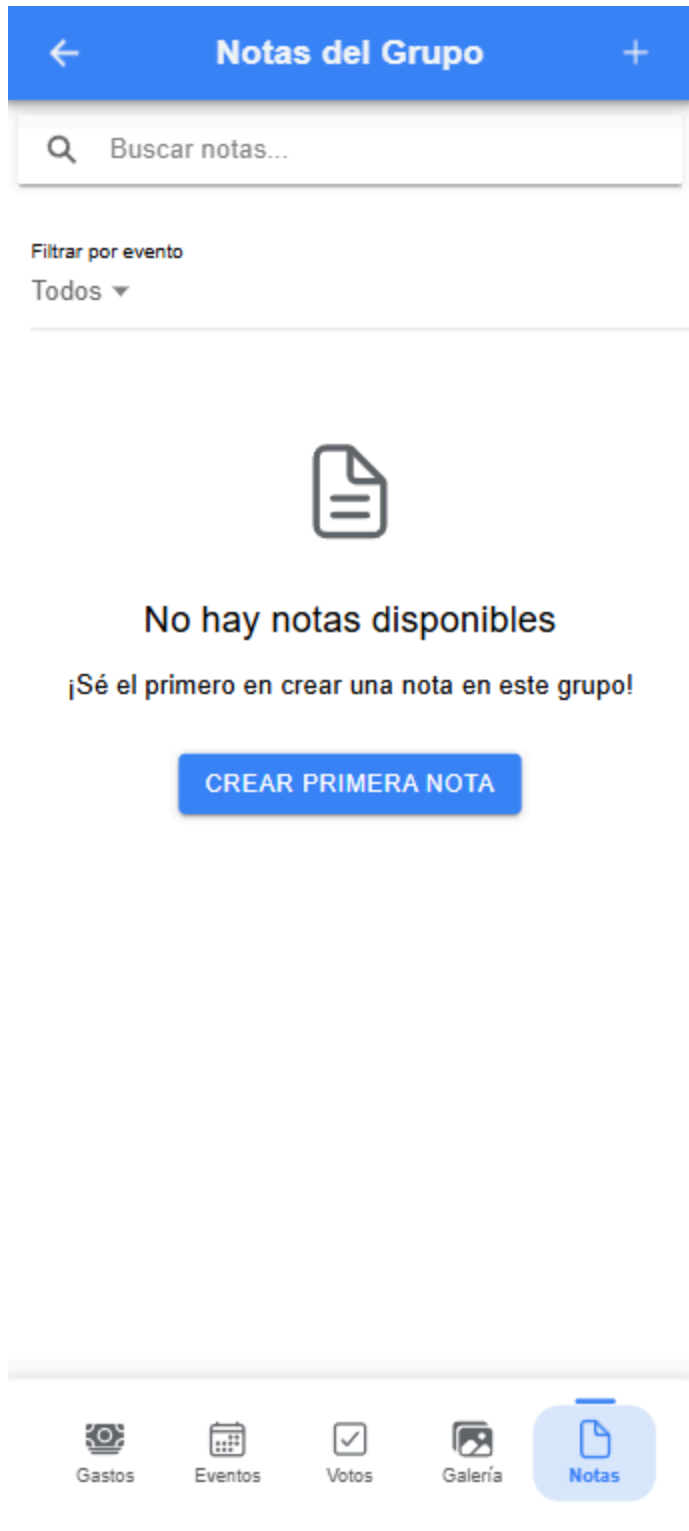 Notas del Grupo
Buscar notas...
Filtrar por evento
Todos
No hay notas disponibles
¡Sé el primero en crear una nota en este grupo!
CREAR PRIMERA NOTA
Gastos Eventos Votos Galería Notas